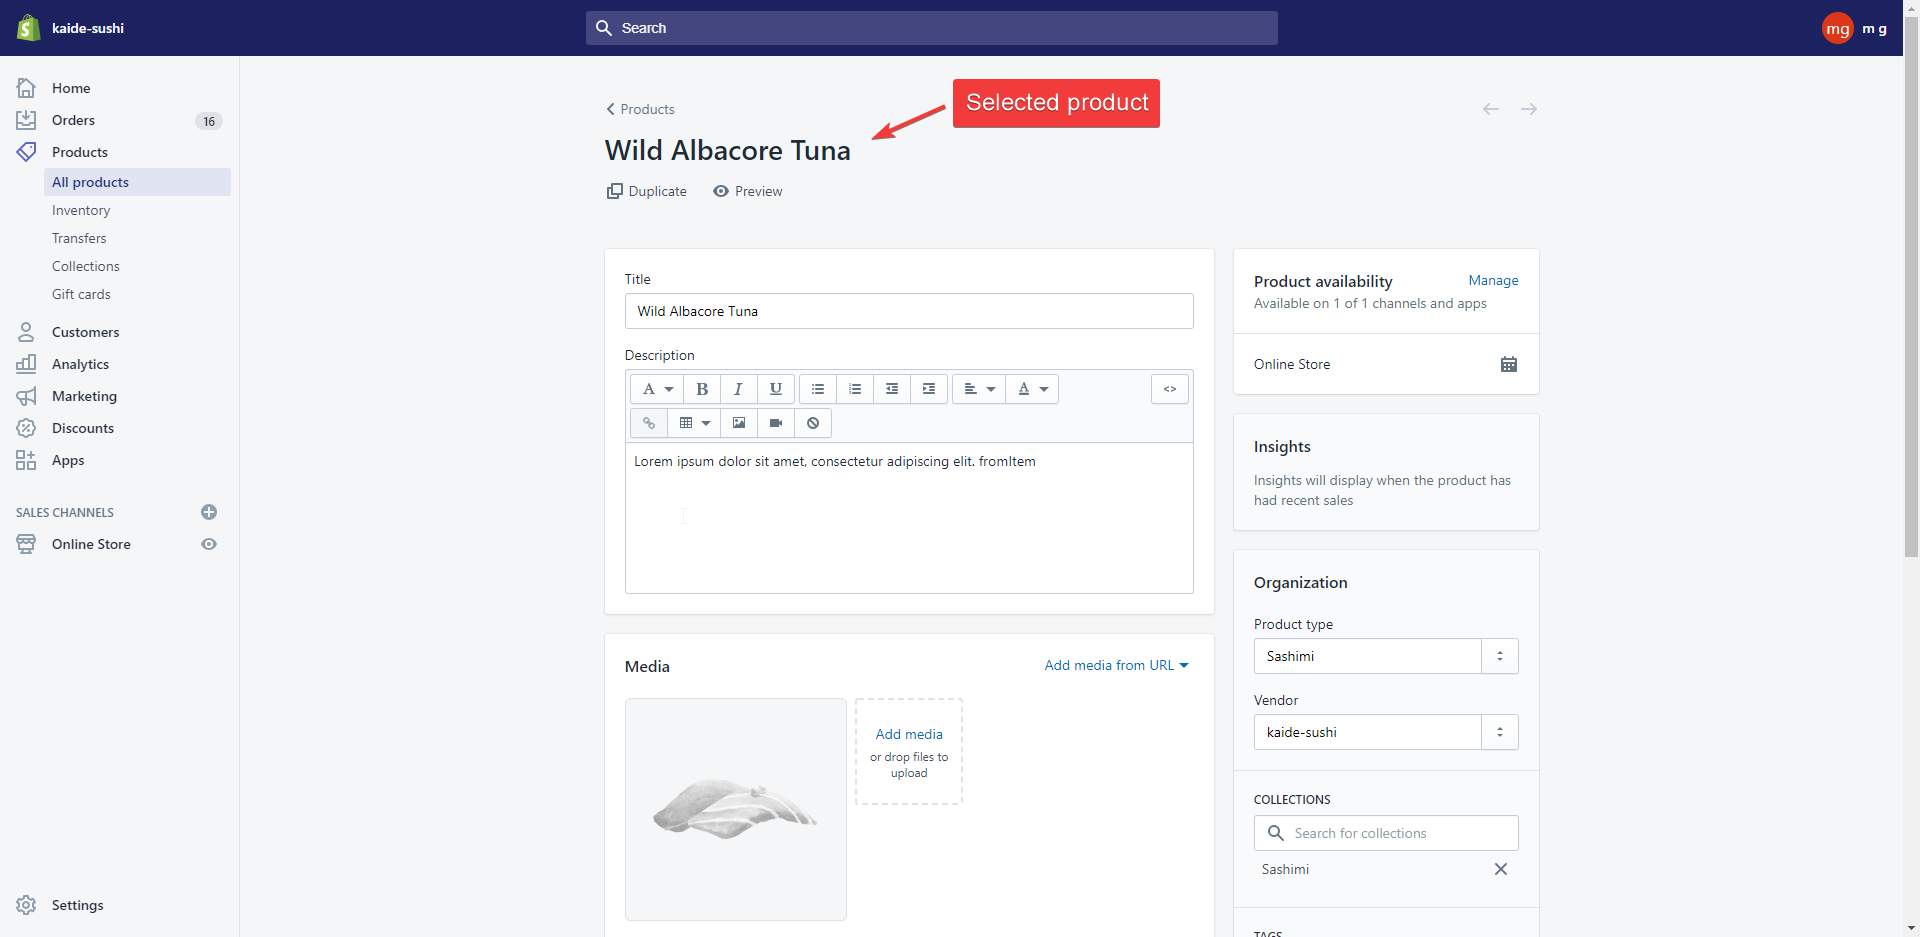 kaide-sushi
Search
mg
m g
Home
Orders
16
Products
All products
Inventory
Transfers
Collections
Gift cards
Customers
Analytics
Marketing
Discounts
Apps
SALES CHANNELS
Online Store
Settings
Products
Selected product
Wild Albacore Tuna
Duplicate
Preview
Title
Wild Albacore Tuna
Description
A
B
I
U
A
<>
Lorem ipsum dolor sit amet, consectetur adipiscing elit. fromItem
Media
Add media from URL
Add media
or drop files to
upload
Product availability
Manage
Available on 1 of 1 channels and apps
Online Store
Insights
Insights will display when the product has
had recent sales
Organization
Product type
Sashimi
Vendor
kaide-sushi
COLLECTIONS
Search for collections
Sashimi
TAGS